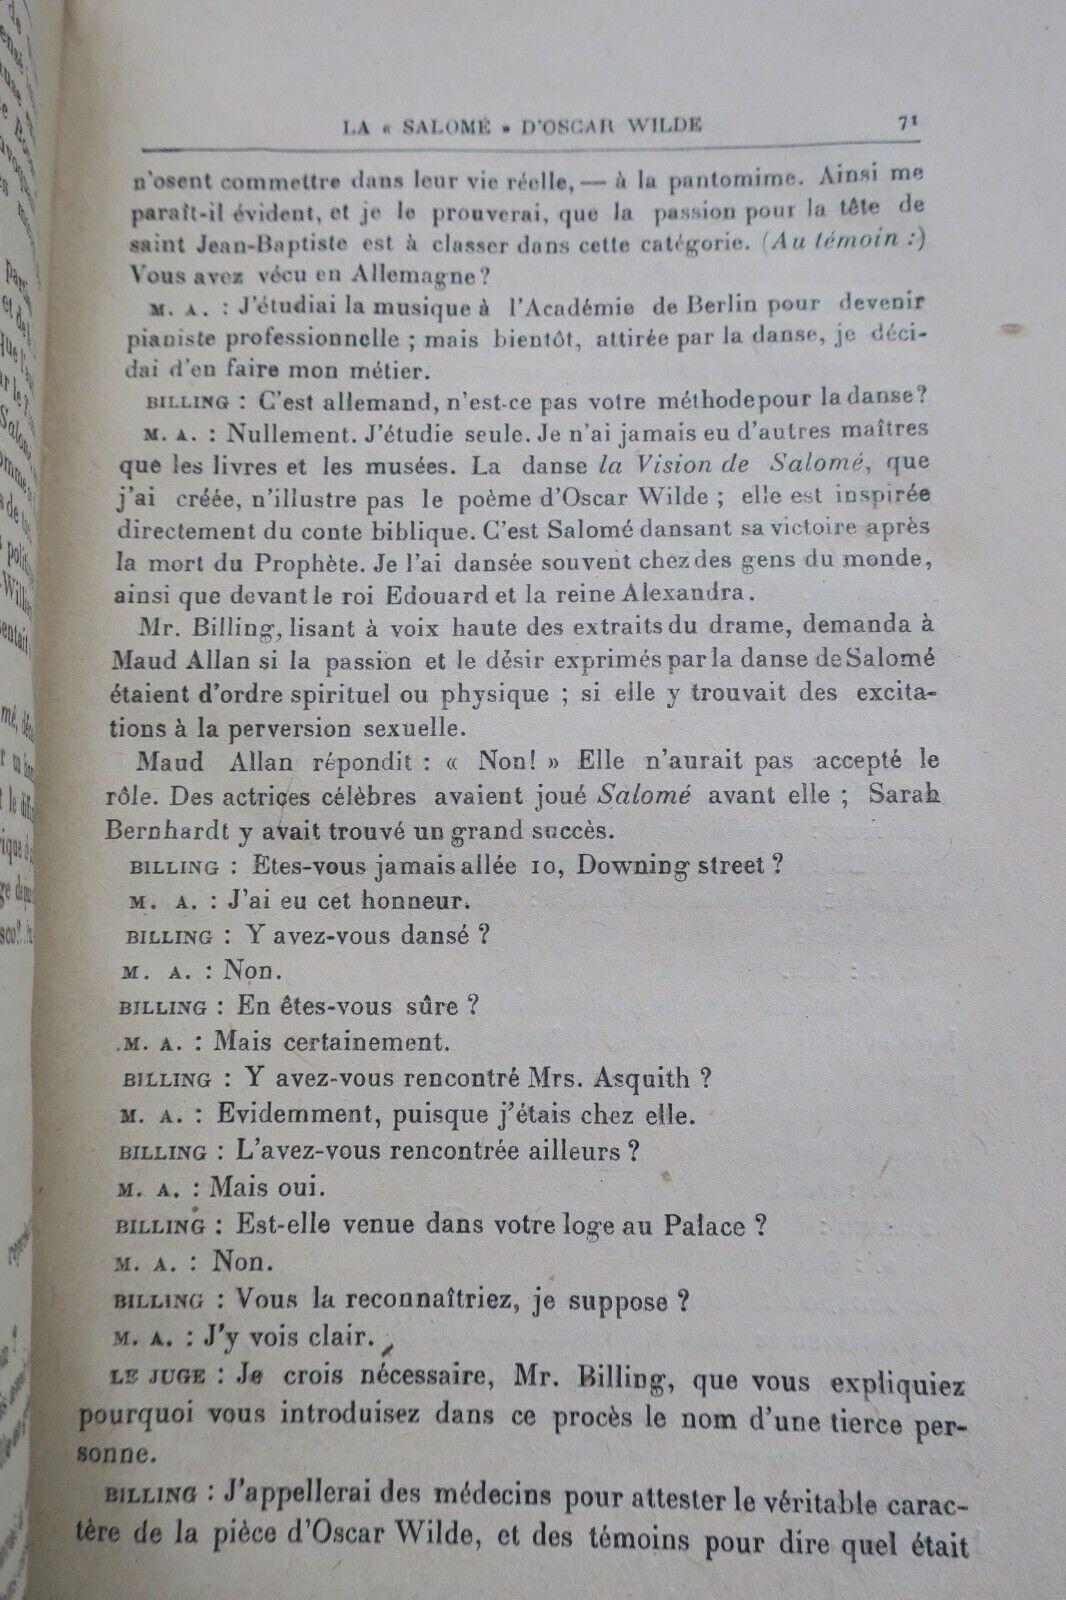 LA « SALOMÉ » D'OSCAR WILDE 71
n'osent commettre dans leur vie réelle, — à la pantomime. Ainsi me
paraît-il évident, et je le prouverai, que la passion pour la tête de
saint Jean-Baptiste est à classer dans cette catégorie. (Au témoin :)
Vous avez vécu en Allemagne ?
M. A. : J'étudiai la musique à l'Académie de Berlin pour devenir
pianiste professionnelle ; mais bientôt, attirée par la danse, je déci-
dai d'en faire mon métier.
BILLING : C'est allemand, n'est-ce pas votre méthode pour la danse ?
M. A. : Nullement. J'étudie seule. Je n'ai jamais eu d'autres maîtres
que les livres et les musées. La danse la Vision de Salomé, que
j'ai créée, n'illustre pas le poème d'Oscar Wilde ; elle est inspirée
directement du conte biblique. C'est Salomé dansant sa victoire après
la mort du Prophète. Je l'ai dansée souvent chez des gens du monde,
ainsi que devant le roi Edouard et la reine Alexandra.
Mr. Billing, lisant à voix haute des extraits du drame, demanda à
Maud Allan si la passion et le désir exprimés par la danse de Salomé
étaient d'ordre spirituel ou physique ; si elle y trouvait des excita-
tions à la perversion sexuelle.
Maud Allan répondit : « Non! » Elle n'aurait pas accepté le
rôle. Des actrices célèbres avaient joué Salomé avant elle ; Sarah
Bernhardt y avait trouvé un grand succès.
BILLING : Etes-vous jamais allée 10, Downing street ?
M. A. : J'ai eu cet honneur.
BILLING : Y avez-vous dansé ?
M. A. : Non.
BILLING : En êtes-vous sûre ?
M. A. : Mais certainement.
BILLING : Y avez-vous rencontré Mrs. Asquith ?
M. A. : Evidemment, puisque j'étais chez elle.
BILLING : L'avez-vous rencontrée ailleurs ?
M. A. : Mais oui.
BILLING : Est-elle venue dans votre loge au Palace ?
M. A. : Non.
BILLING : Vous la reconnaîtriez, je suppose ?
M. A. : J'y vois clair.
LE JUGE : Je crois nécessaire, Mr. Billing, que vous expliquiez
pourquoi vous introduisez dans ce procès le nom d'une tierce per-
sonne.
BILLING : J'appellerai des médecins pour attester le véritable carac-
tère de la pièce d'Oscar Wilde, et des témoins pour dire quel était